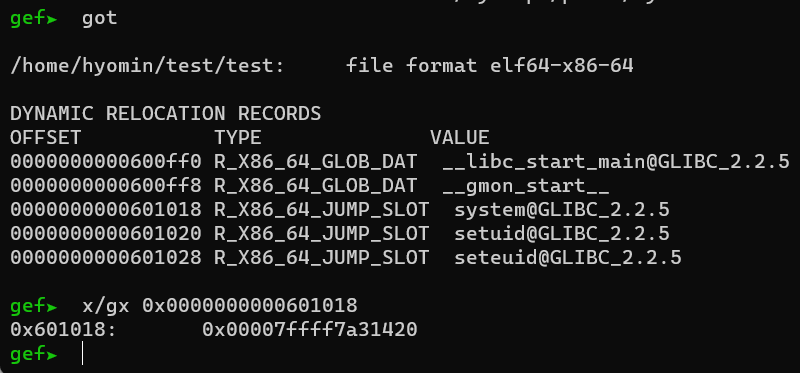 gef➤  got
/home/hyomin/test/test:     file format elf64-x86-64
DYNAMIC RELOCATION RECORDS
OFFSET           TYPE              VALUE
0000000000600ff0 R_X86_64_GLOB_DAT  __libc_start_main@GLIBC_2.2.5
0000000000600ff8 R_X86_64_GLOB_DAT  __gmon_start__
0000000000601018 R_X86_64_JUMP_SLOT  system@GLIBC_2.2.5
0000000000601020 R_X86_64_JUMP_SLOT  setuid@GLIBC_2.2.5
0000000000601028 R_X86_64_JUMP_SLOT  seteuid@GLIBC_2.2.5
gef➤  x/gx 0x0000000000601018
0x601018:       0x00007ffff7a31420
gef➤